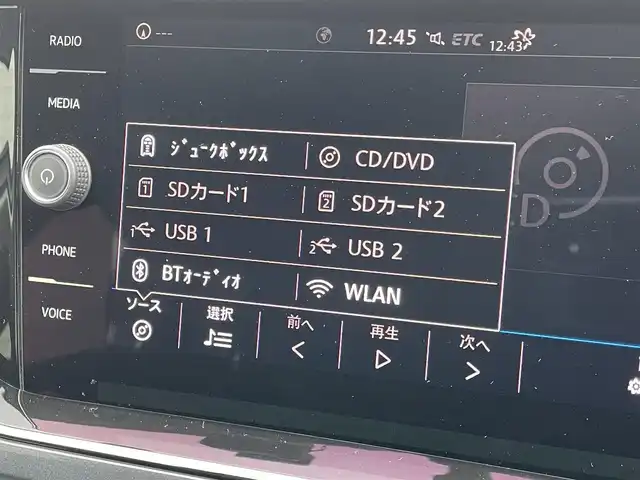 RADIO
MEDIA
PHONE
VOICE
---
12:45 ETC 12:43
ジュークボックス CD/DVD
SDカード1 SDカード2
USB 1 USB 2
BTオーディオ WLAN
ソース 選択 前へ 再生 次へ
D